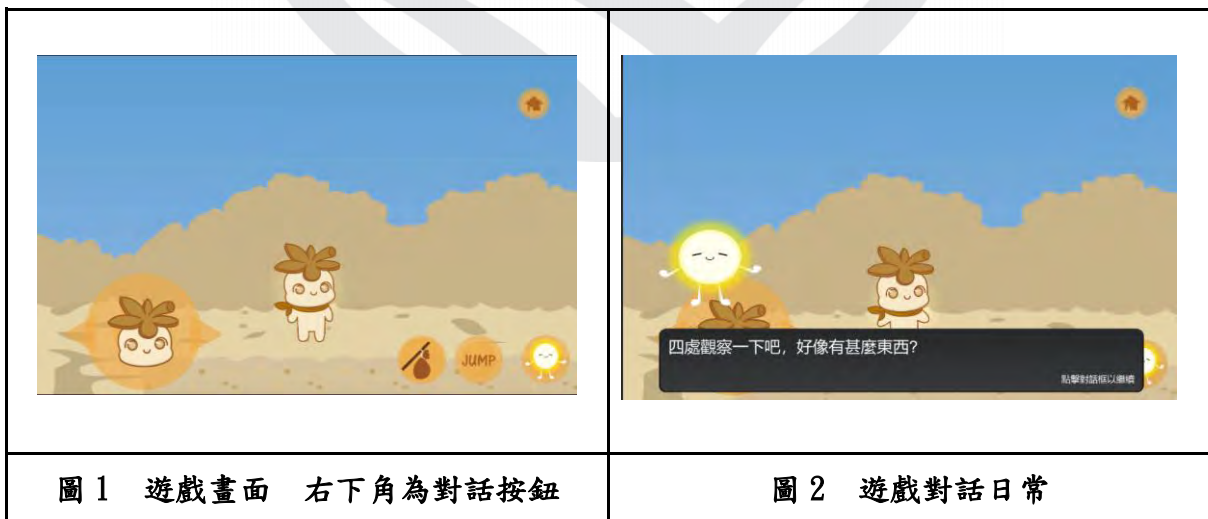 JUMP
四處觀察一下吧，好像有甚麼東西?
點擊對話框以繼續
圖 1 遊戲畫面 右下角為對話按鈕
圖 2 遊戲對話日常